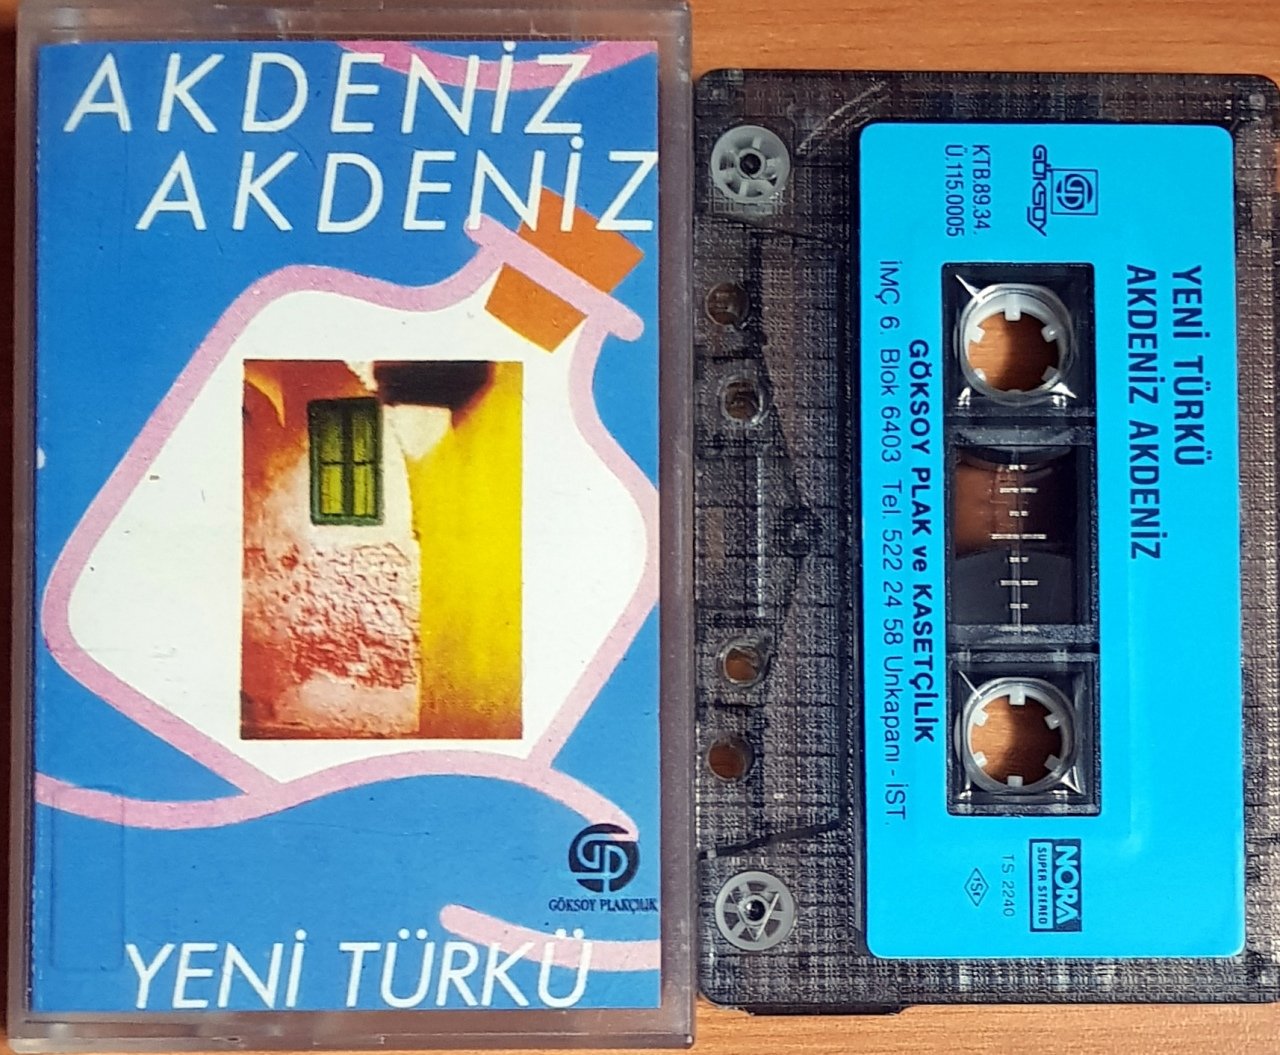 AKDENİZ
AKDENİZ
GÖKSOY PLAKÇILIK
YENİ TÜRKÜ
YENİ TÜRKÜ
AKDENİZ AKDENİZ
GÖKSOY
KTB.89.34.
Ü.115.0005
GÖKSOY PLAK ve KASETÇİLİK
İMÇ 6. Blok 6403 Tel. 522 24 58 Unkapanı - İST.
NORA
SUPER STEREO
TS 2240
TSE